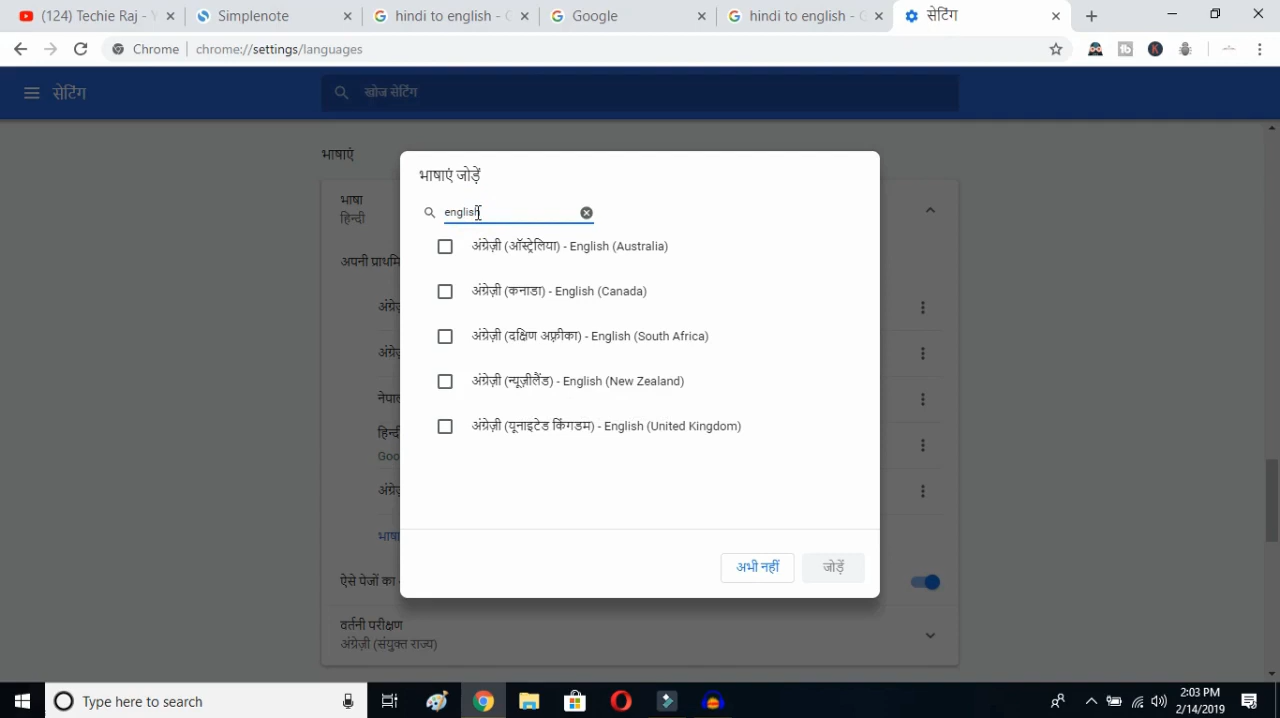 (124) Techie Raj - Y
Simplenote
hindi to english - G
Google
hindi to english - G
सेटिंग
Chrome
chrome://settings/languages
सेटिंग
खोज सेटिंग
भाषाएं
भाषा
हिन्दी
भाषाएं जोड़ें
english
अंग्रेज़ी (ऑस्ट्रेलिया) - English (Australia)
अंग्रेज़ी (कनाडा) - English (Canada)
अंग्रेज़ी (दक्षिण अफ़्रीका) - English (South Africa)
अंग्रेज़ी (न्यूज़ीलैंड) - English (New Zealand)
अंग्रेज़ी (यूनाइटेड किंगडम) - English (United Kingdom)
हिन्दी
Goo
अभी नहीं
जोड़ें
ऐसे पेजों का
वर्तनी परीक्षण
अंग्रेज़ी (संयुक्त राज्य)
Type here to search
2:03 PM
2/14/2019